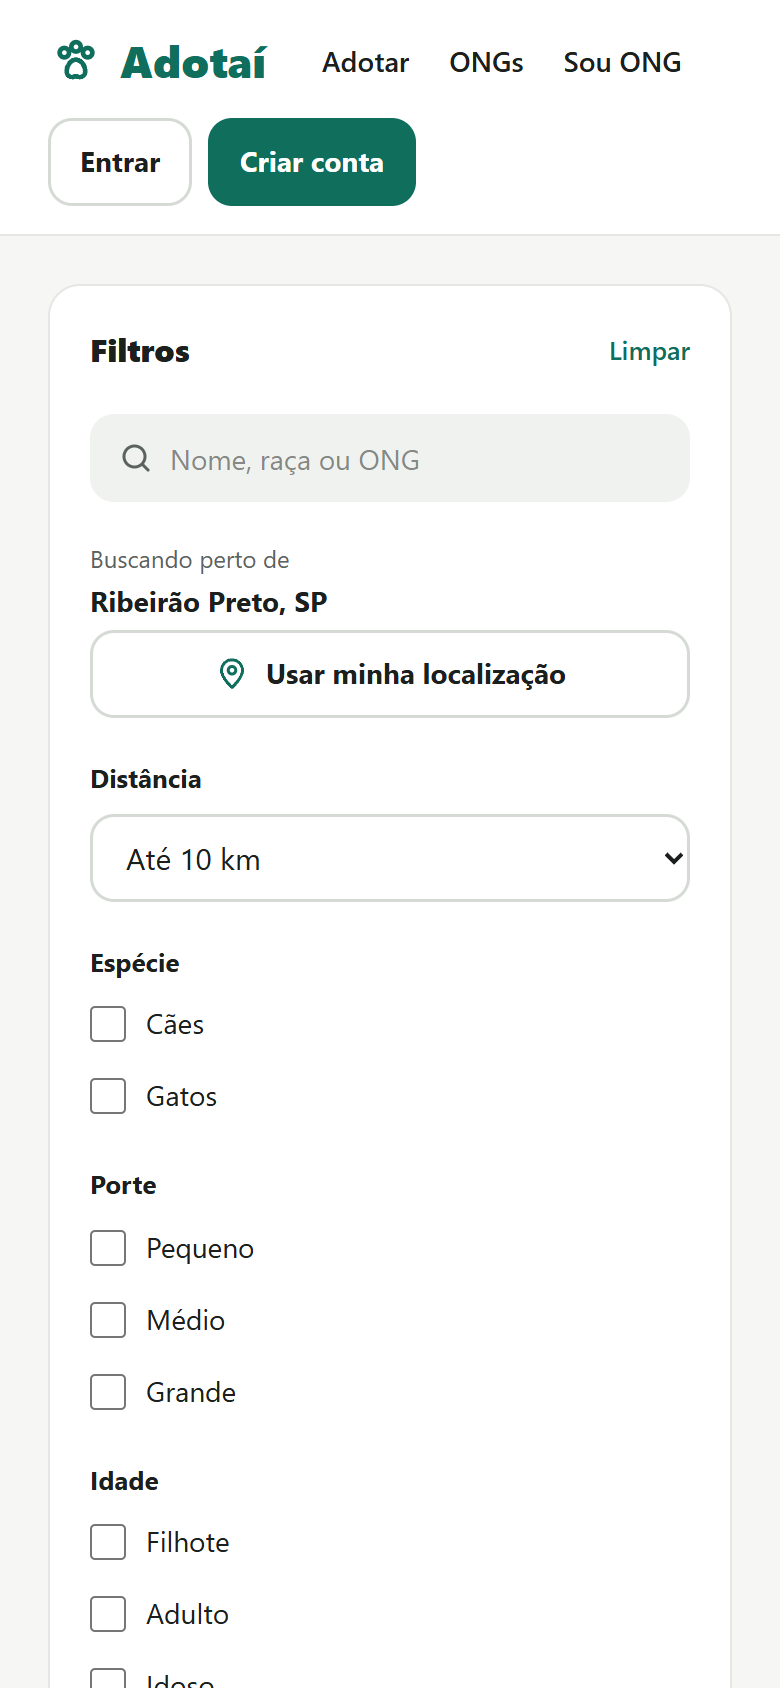 Adotaí
Adotar ONGs Sou ONG
Entrar Criar conta
Filtros Limpar
Nome, raça ou ONG
Buscando perto de
Ribeirão Preto, SP
Usar minha localização
Distância
Até 10 km
Espécie
Cães
Gatos
Porte
Pequeno
Médio
Grande
Idade
Filhote
Adulto
Idoso